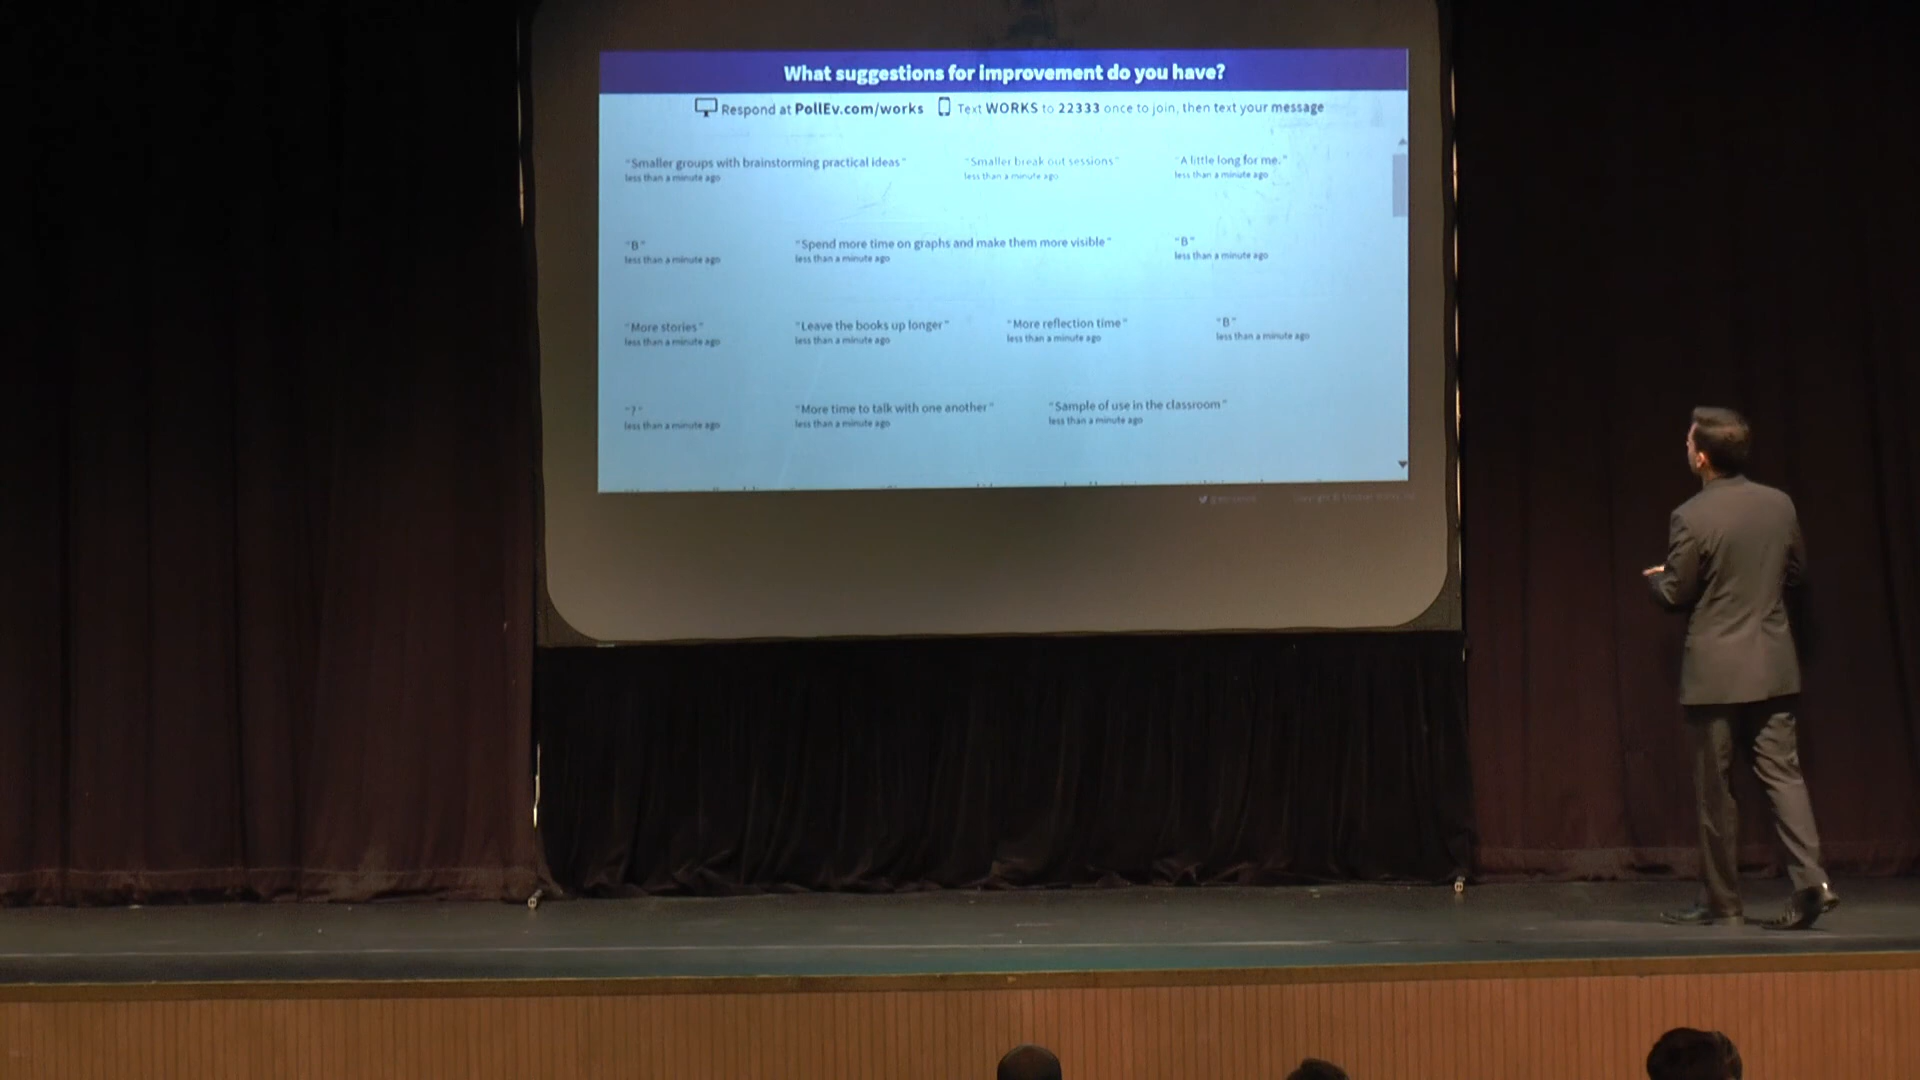 What suggestions for improvement do you have?
Respond at PollEv.com/works Text WORKS to 22333 once to join, then text your message
"Smaller groups with brainstorming practical ideas" "Smaller break out sessions" "A little long for me."
less than a minute ago less than a minute ago less than a minute ago
"B" "Spend more time on graphs and make them more visible" "B"
less than a minute ago less than a minute ago less than a minute ago
"More stories" "Leave the books up longer" "More reflection time" "B"
less than a minute ago less than a minute ago less than a minute ago less than a minute ago
"?" "More time to talk with one another" "Sample of use in the classroom"
less than a minute ago less than a minute ago less than a minute ago